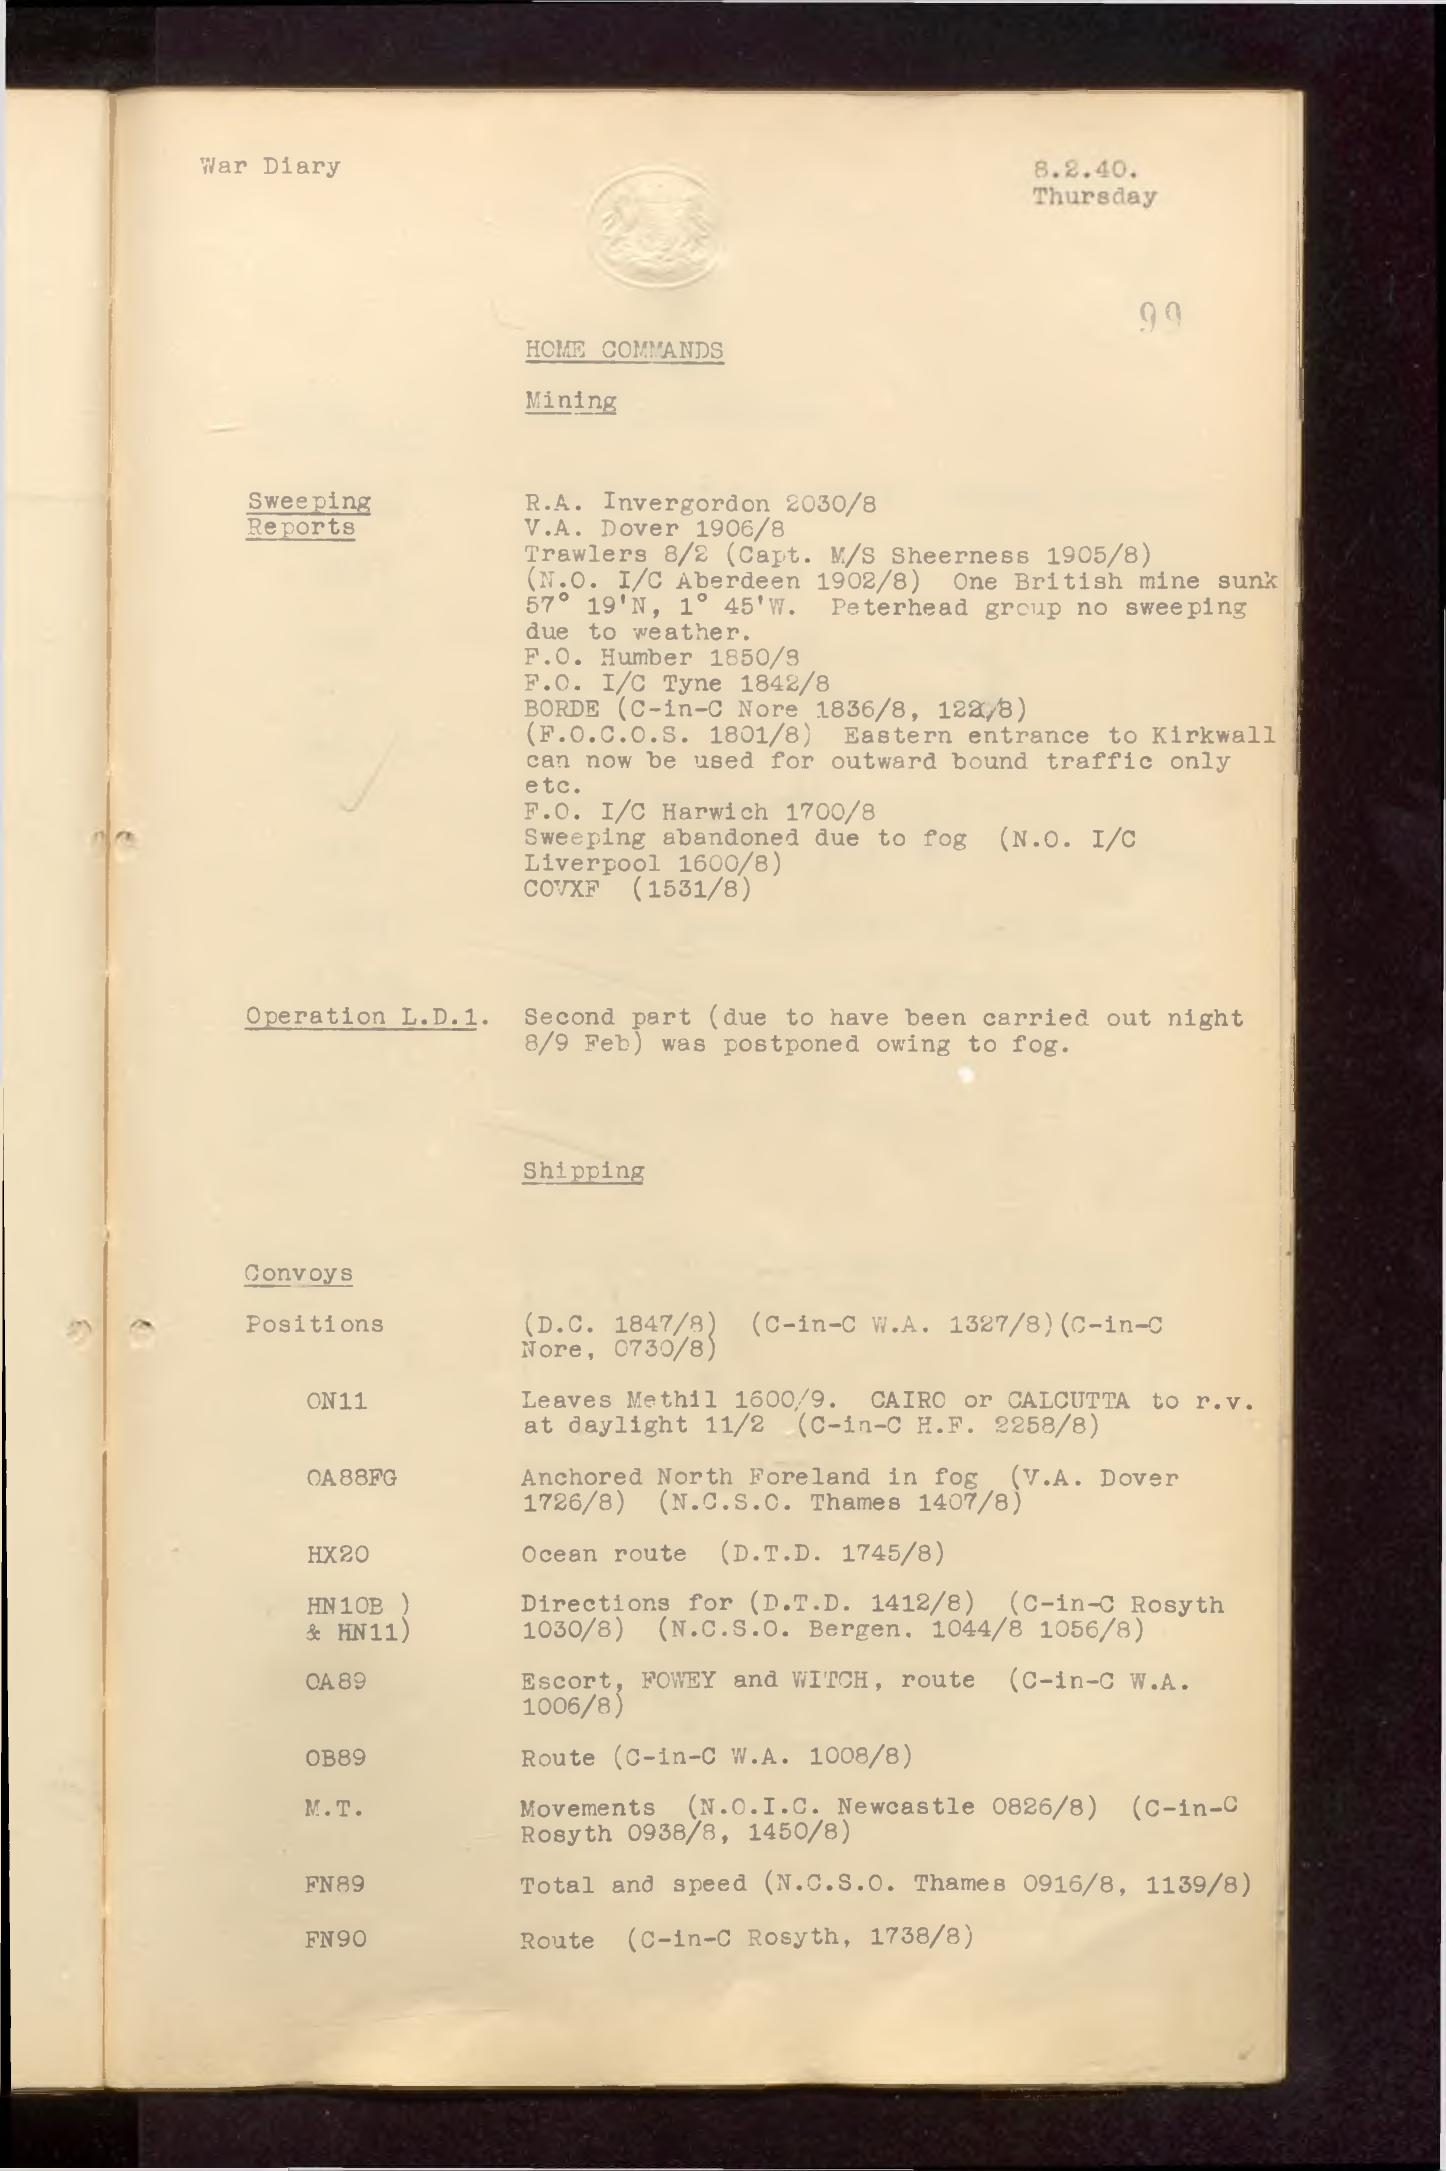 War Diary
8.2.40.
Thursday
99
HOME COMMANDS
Mining
Sweeping
Reports
R.A. Invergordon 2030/8
V.A. Dover 1906/8
Trawlers 8/2 (Capt. M/S Sheerness 1905/8)
(N.O. I/C Aberdeen 1902/8) One British mine sunk
57° 19'N, 1° 45'W. Peterhead group no sweeping
due to weather.
F.O. Humber 1850/8
F.O. I/C Tyne 1842/8
BORDE (C-in-C Nore 1836/8,
(F.O.C.O.S. 1801/8) Eastern entrance to Kirkwall
can now be used for outward bound traffic only
etc.
F.O. I/C Harwich 1700/8
Sweeping abandoned due to fog (N.O. I/C
Liverpool 1600/8)
COVXF (1531/8)
Operation L.D.1.
Second part (due to have been carried out night
8/9 Feb) was postponed owing to fog.
Shipping
Convoys
Positions
(D.C. 1847/8) (C-in-C W.A. 1327/8)(C-in-C
Nore, 0730/8)
ON11
Leaves Methil 1600/9. CAIRO or CALCUTTA to r.v.
at daylight 11/2 (C-in-C H.F. 2258/8)
OA88FG
Anchored North Foreland in fog (V.A. Dover
1726/8) (N.C.S.O. Thames 1407/8)
HX20
Ocean route (D.T.D. 1745/8)
HN10B )
& HN11)
Directions for (D.T.D. 1412/8) (C-in-C Rosyth
1030/8) (N.C.S.O. Bergen. 1044/8 1056/8)
OA89
Escort, FOWEY and WITCH, route (C-in-C W.A.
1006/8)
OB89
Route (C-in-C W.A. 1008/8)
M.T.
Movements (N.O.I.C. Newcastle 0826/8) (C-in-C
Rosyth 0938/8, 1450/8)
FN89
Total and speed (N.C.S.O. Thames 0916/8, 1139/8)
FN90
Route (C-in-C Rosyth, 1738/8)